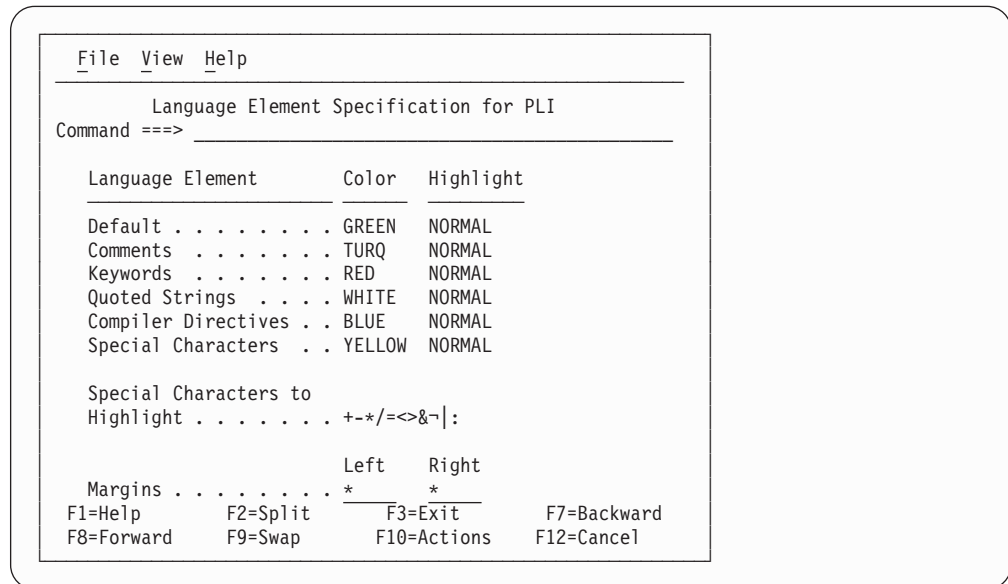 File  View  Help
Language Element Specification for PLI
Command ===>
Language Element        Color   Highlight
Default . . . . . . . . GREEN   NORMAL
Comments  . . . . . . . TURQ    NORMAL
Keywords  . . . . . . . RED     NORMAL
Quoted Strings  . . . . WHITE   NORMAL
Compiler Directives . . BLUE    NORMAL
Special Characters  . . YELLOW  NORMAL
Special Characters to
Highlight . . . . . . . +-*/=<>&¬|:
Left    Right
Margins . . . . . . . . *       *
F1=Help        F2=Split       F3=Exit        F7=Backward
F8=Forward     F9=Swap       F10=Actions    F12=Cancel